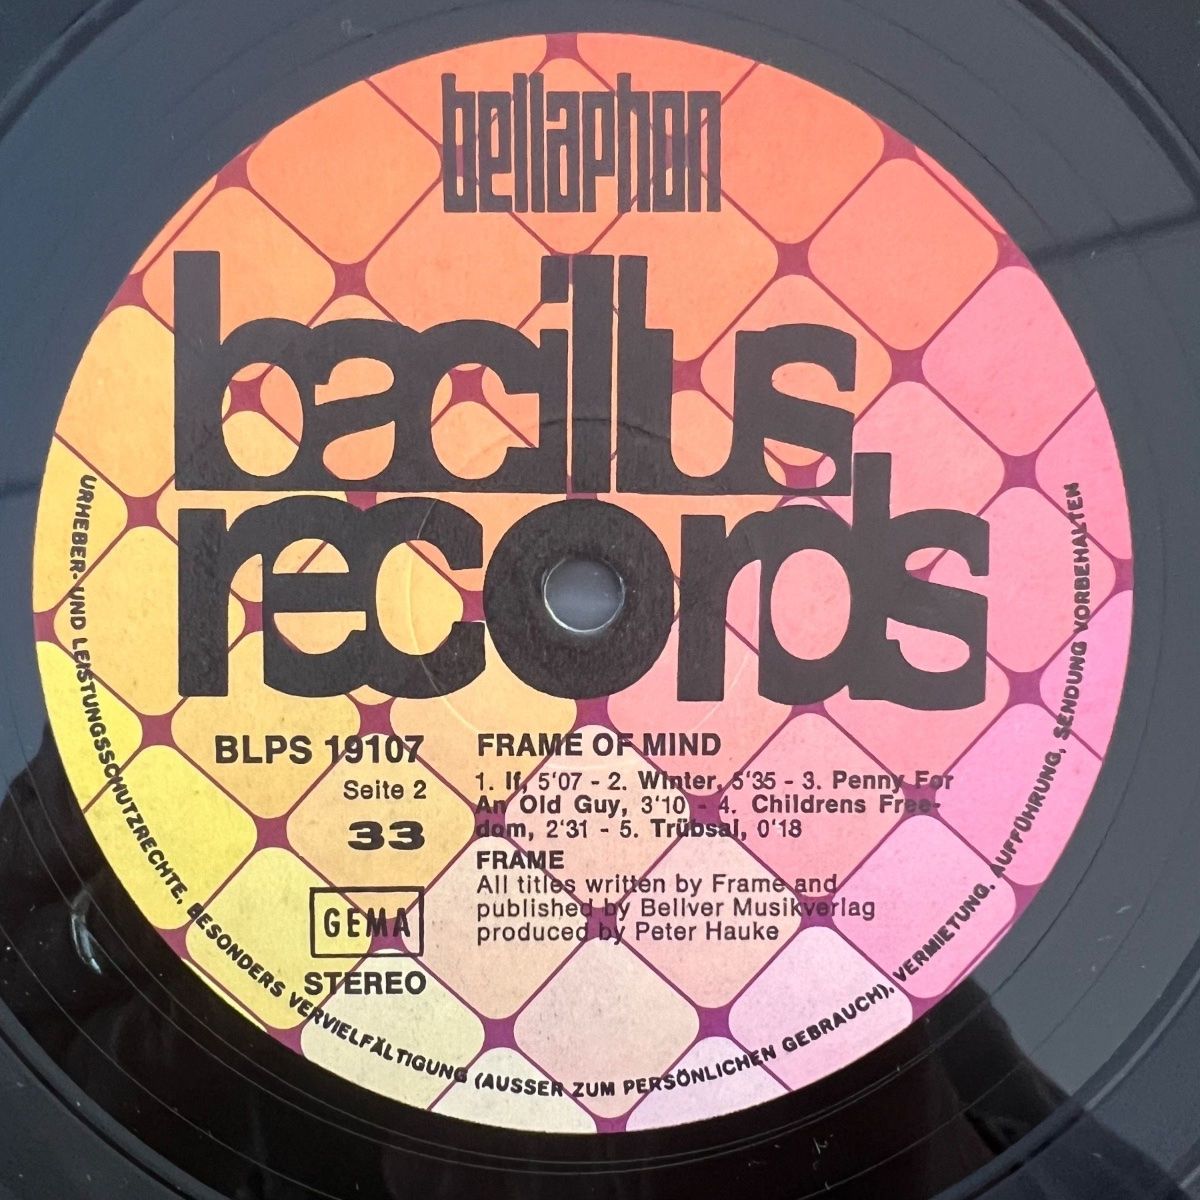 bellaphon
bacillus
records
BLPS 19107
Seite 2
33
GEMA
STEREO
FRAME OF MIND
1. If, 5'07 - 2. Winter, 5'35 - 3. Penny For
An Old Guy, 3'10 - 4. Childrens Free-
dom, 2'31 - 5. Trübsal, 0'18
FRAME
All titles written by Frame and
published by Bellver Musikverlag
produced by Peter Hauke
URHEBER- UND LEISTUNGSSCHUTZRECHTE, BESONDERS VERVIELFÄLTIGUNG (AUSSER ZUM PERSÖNLICHEN GEBRAUCH), VERMIETUNG, AUFFÜHRUNG, SENDUNG VORBEHALTEN